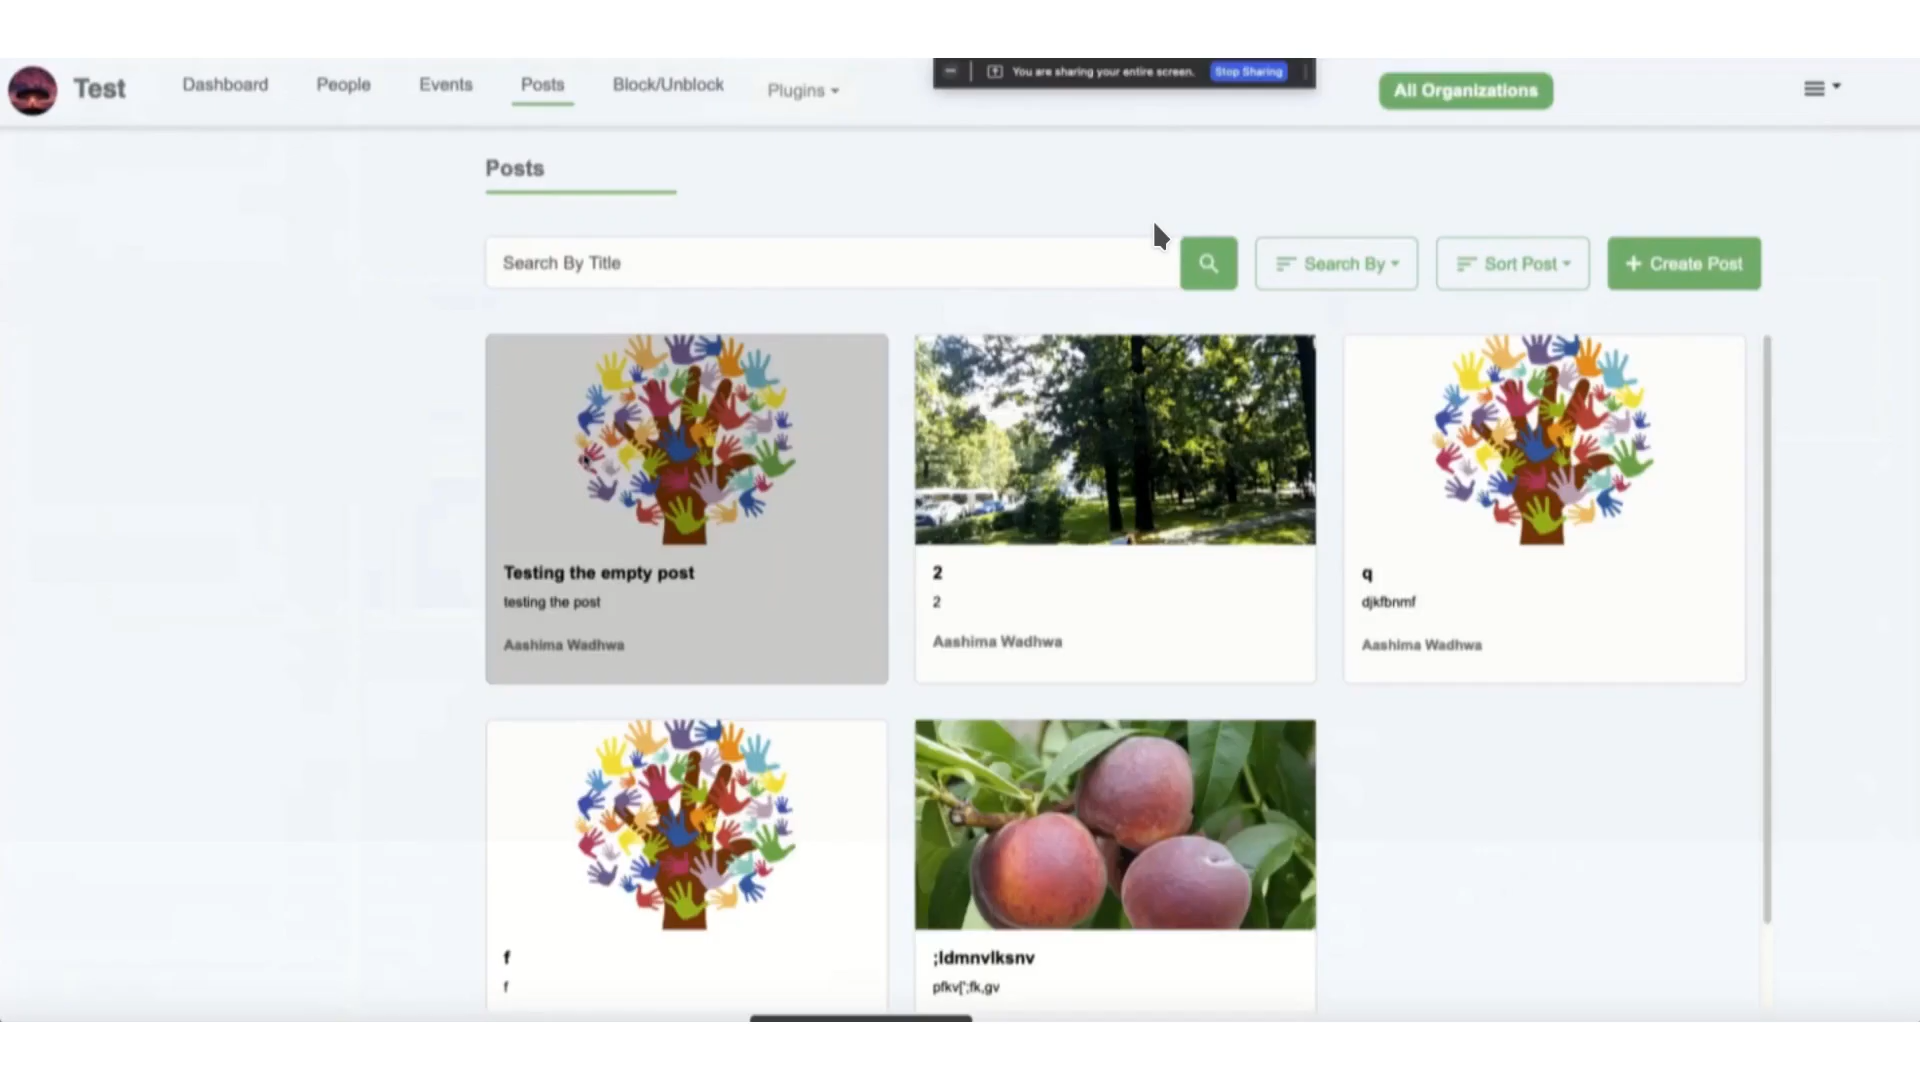 Test
Dashboard
People
Events
Posts
Block/Unblock
Plugins
You are sharing your entire screen.
Stop Sharing
All Organizations
Posts
Search By Title
Search By
Sort Post
+ Create Post
Testing the empty post
testing the post
Aashima Wadhwa
2
2
Aashima Wadhwa
q
djkfbnmf
Aashima Wadhwa
f
f
;ldmnvlksnv
pfkv[';fk,gv